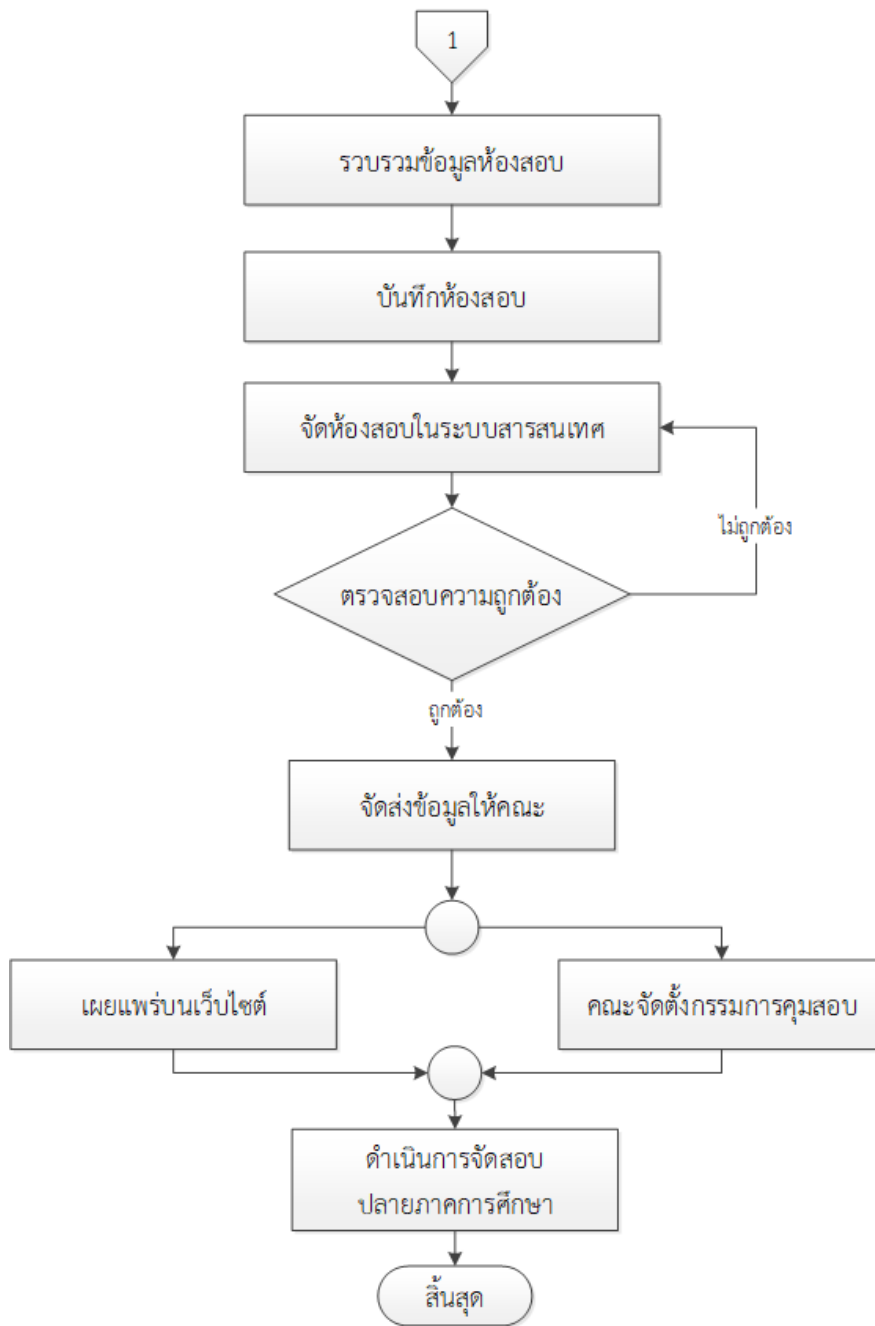 1
รวบรวมข้อมูลห้องสอบ
บันทึกห้องสอบ
จัดห้องสอบในระบบสารสนเทศ
ไม่ถูกต้อง
ตรวจสอบความถูกต้อง
ถูกต้อง
จัดส่งข้อมูลให้คณะ
เผยแพร่บนเว็บไซต์
คณะจัดตั้งกรรมการคุมสอบ
ดำเนินการจัดสอบ
ปลายภาคการศึกษา
สิ้นสุด